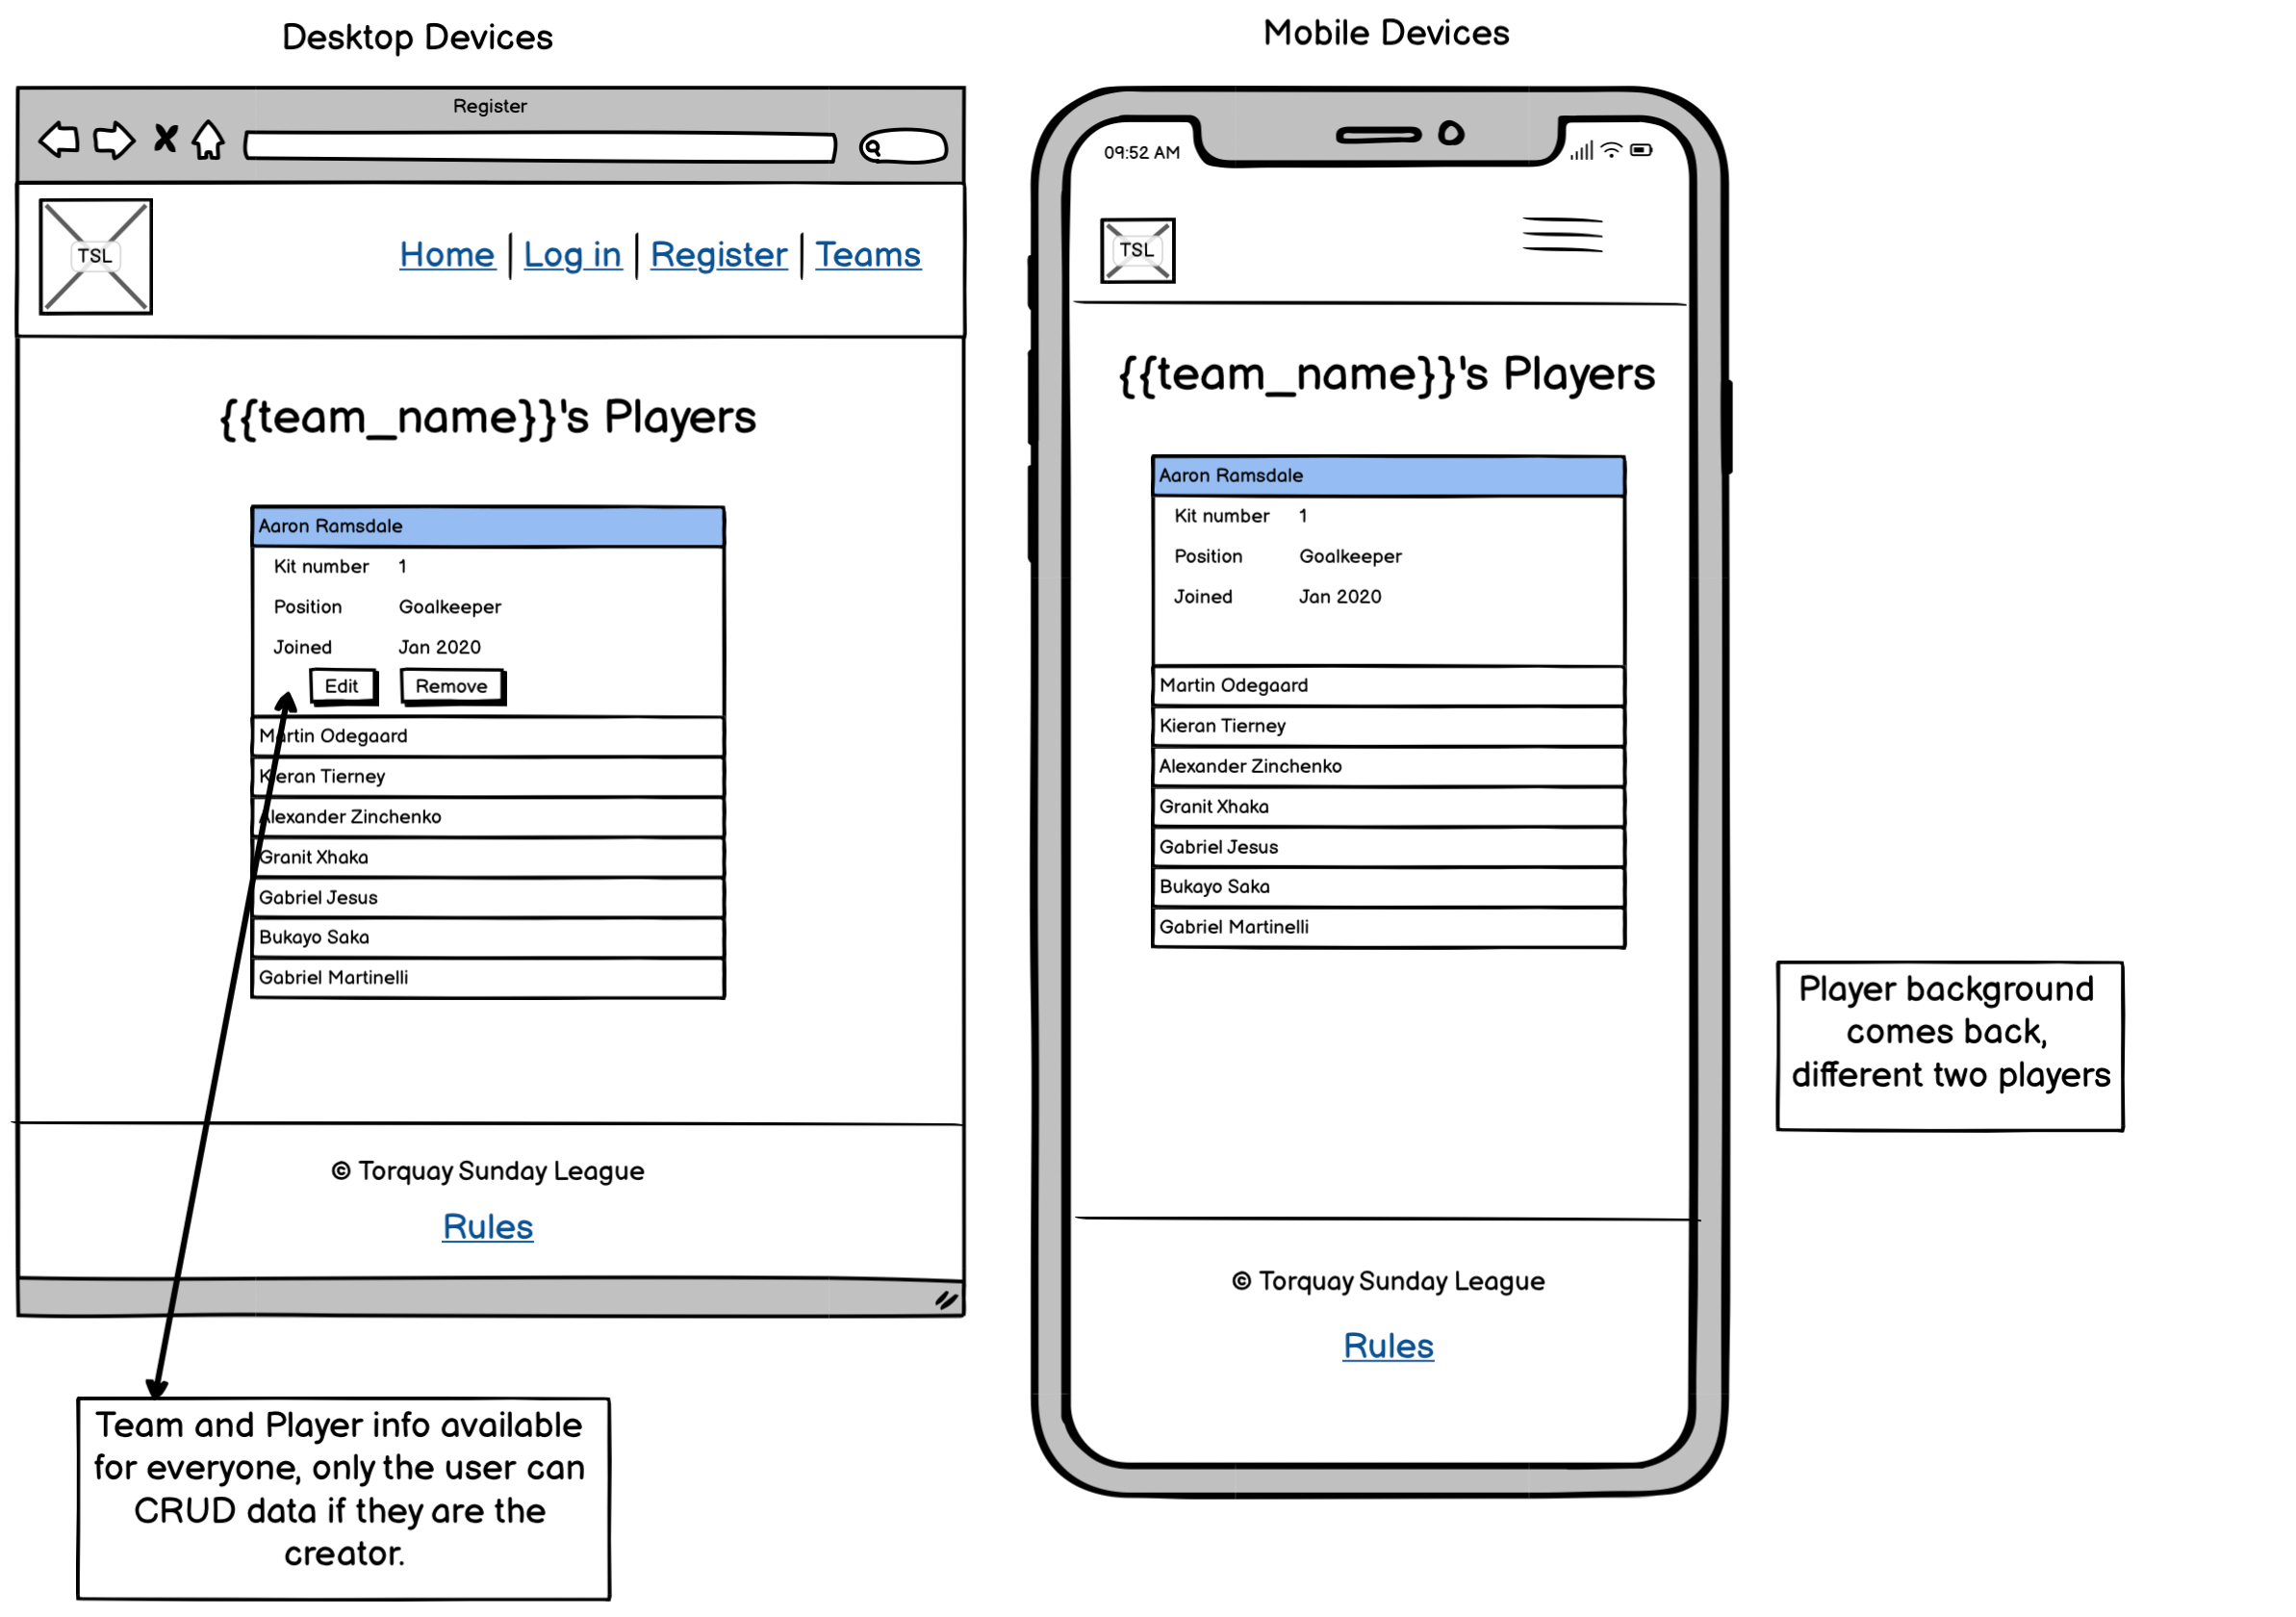 Desktop Devices
Register
TSL
Home | Log in | Register | Teams
{{team_name}}'s Players
Aaron Ramsdale
Kit number 1
Position Goalkeeper
Joined Jan 2020
Edit Remove
Martin Odegaard
Kieran Tierney
Alexander Zinchenko
Granit Xhaka
Gabriel Jesus
Bukayo Saka
Gabriel Martinelli
© Torquay Sunday League
Rules
Team and Player info available
for everyone, only the user can
CRUD data if they are the
creator.
Mobile Devices
09:52 AM
TSL
{{team_name}}'s Players
Aaron Ramsdale
Kit number 1
Position Goalkeeper
Joined Jan 2020
Martin Odegaard
Kieran Tierney
Alexander Zinchenko
Granit Xhaka
Gabriel Jesus
Bukayo Saka
Gabriel Martinelli
© Torquay Sunday League
Rules
Player background
comes back,
different two players